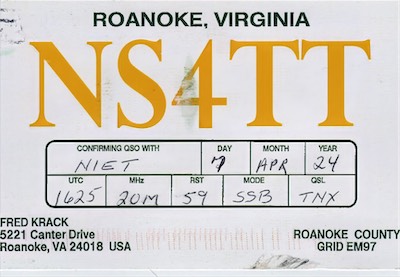 ROANOKE, VIRGINIA
NS4TT
CONFIRMING QSO WITH DAY MONTH YEAR
N1ET 7 APR 24
UTC MHz RST MODE QSL
1625 20M 59 SSB TNX
FRED KRACK
5221 Canter Drive ROANOKE COUNTY
Roanoke, VA 24018 USA GRID EM97